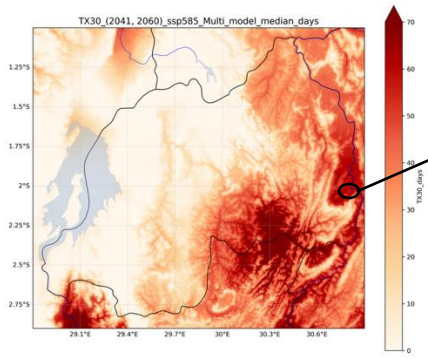 TX30_(2041, 2060)_ssp585_Multi_model_median_days
1.25°S
1.5°S
1.75°S
2°S
2.25°S
2.5°S
2.75°S
29.1°E 29.4°E 29.7°E 30°E 30.3°E 30.6°E
70
60
50
40
30
20
10
0
TX30_days